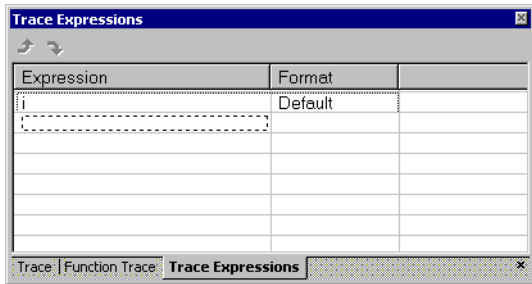 Trace Expressions
Expression Format
i Default
Trace Function Trace Trace Expressions